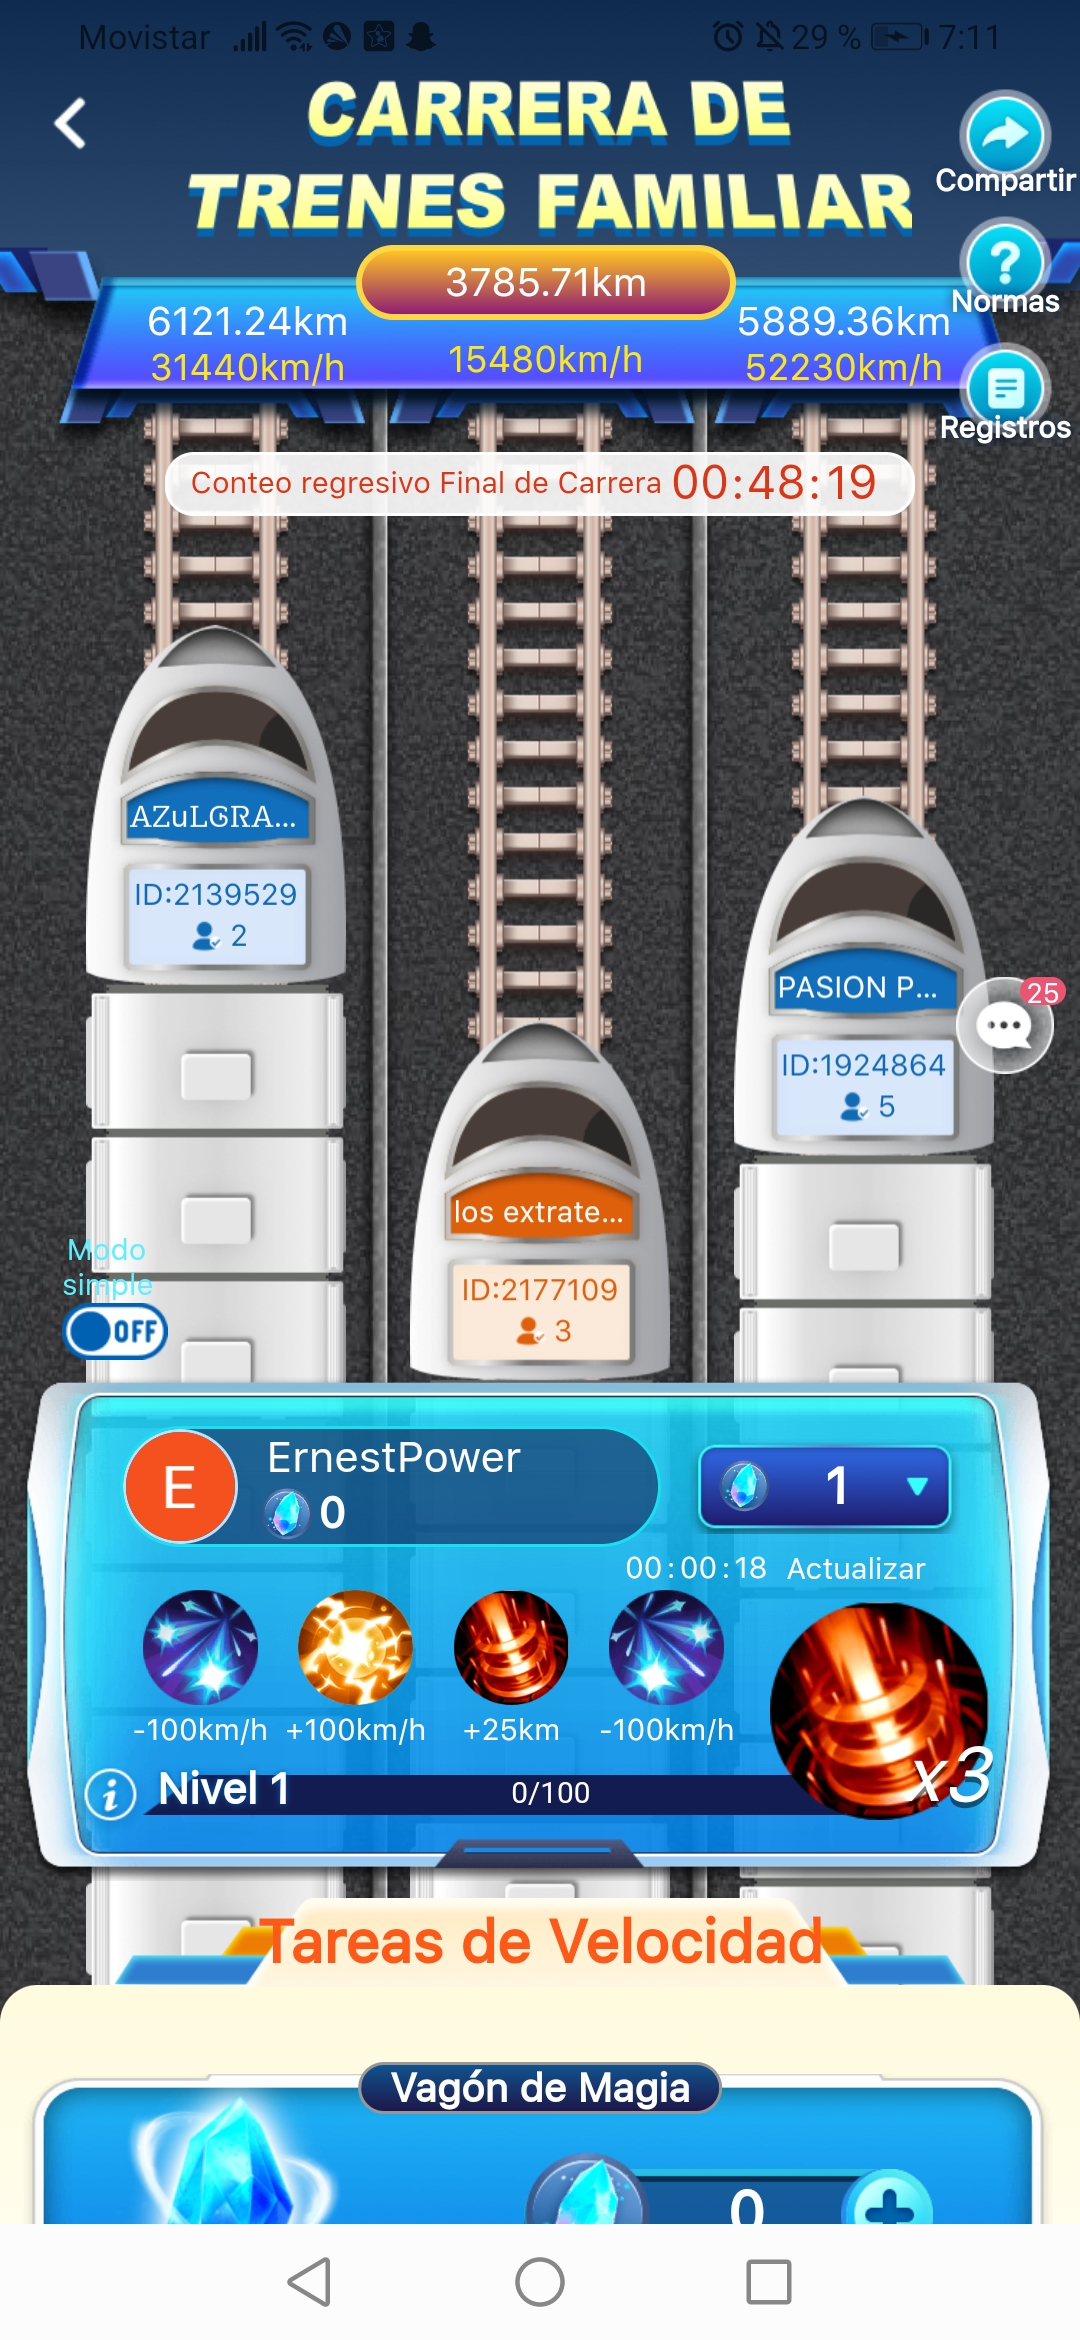 Movistar
29 %
7:11
CARRERA DE
TRENES FAMILIAR
Compartir
Normas
Registros
3785.71km
6121.24km
5889.36km
31440km/h
15480km/h
52230km/h
Conteo regresivo Final de Carrera 00:48:19
AZuLGRA...
ID:2139529
2
PASION P...
ID:1924864
5
25
los extrate...
ID:2177109
3
Modo
simple
OFF
E
ErnestPower
0
1
00:00:18 Actualizar
-100km/h
+100km/h
+25km
-100km/h
x3
Nivel 1
0/100
Tareas de Velocidad
Vagón de Magia
0